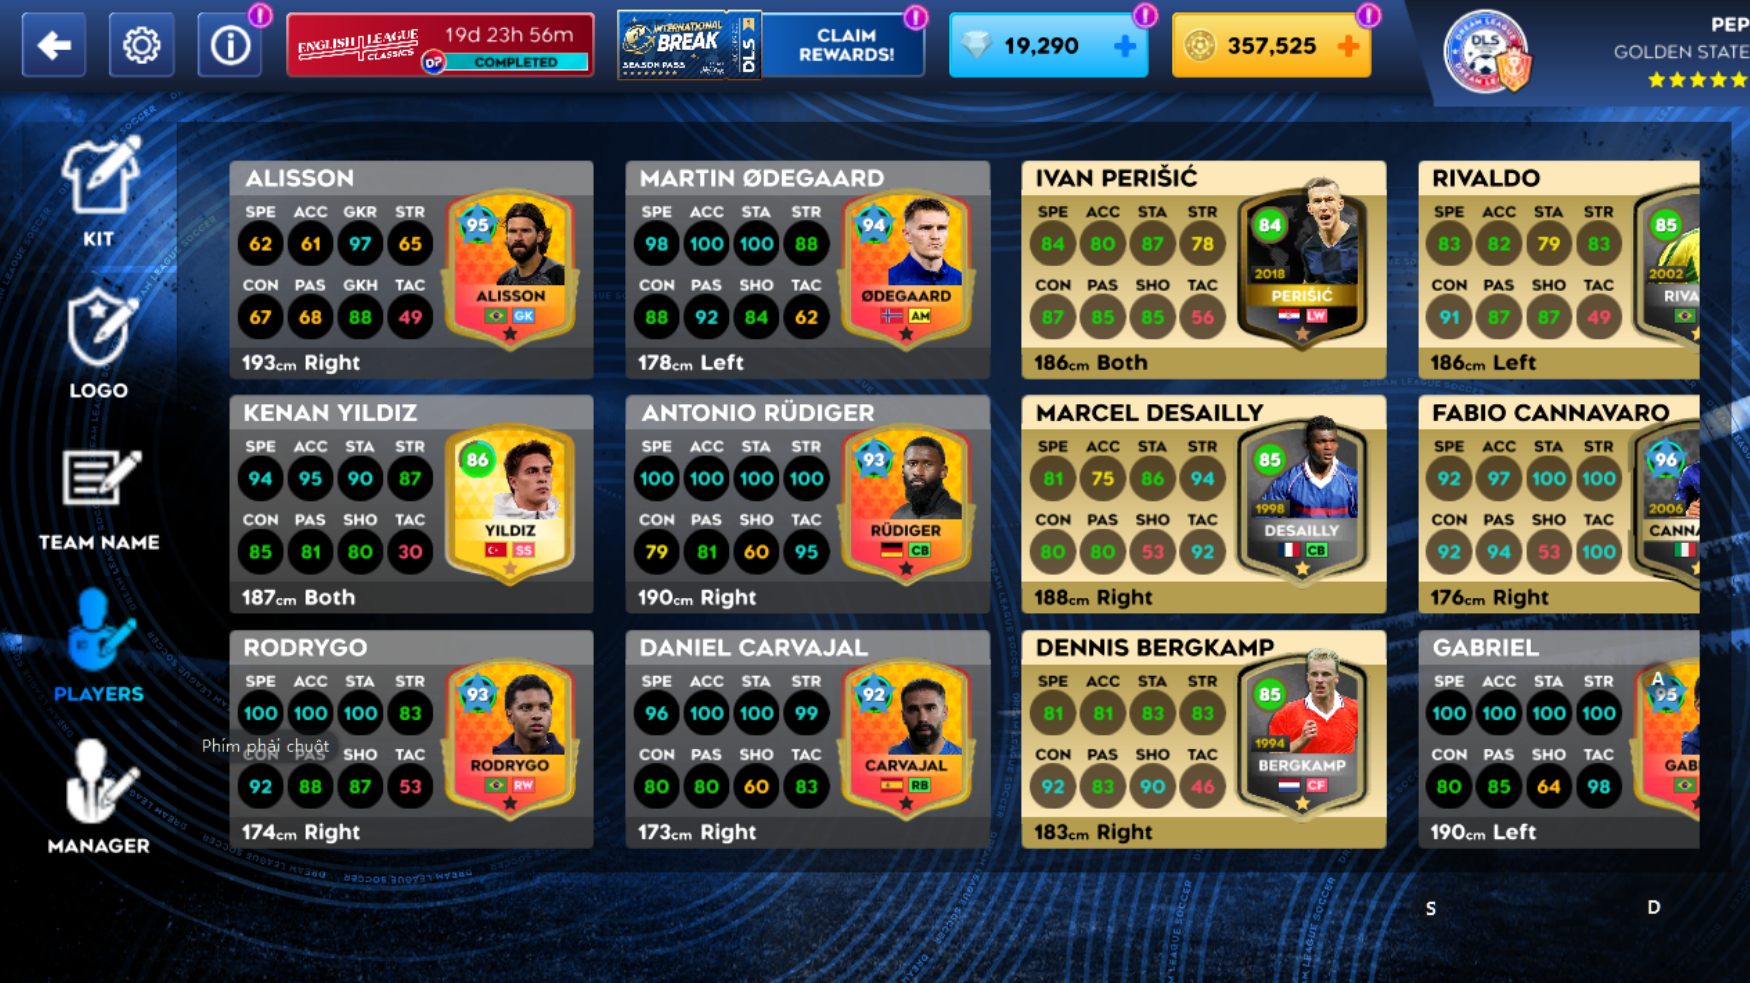 ENGLISH LEAGUE
CLASSICS
19d 23h 56m
D?
COMPLETED
INTERNATIONAL
BREAK
SEASON PASS
DLS
CLAIM
REWARDS!
19,290
357,525
DREAM LEAGUE SOCCER
DLS
PEP
GOLDEN STATE
KIT
LOGO
TEAM NAME
PLAYERS
MANAGER
ALISSON
SPE ACC GKR STR
62 61 97 65
CON PAS GKH TAC
67 68 88 49
95
ALISSON
GK
193cm Right
MARTIN ØDEGAARD
SPE ACC STA STR
98 100 100 88
CON PAS SHO TAC
88 92 84 62
94
ØDEGAARD
AM
178cm Left
IVAN PERIŠIĆ
SPE ACC STA STR
84 80 87 78
CON PAS SHO TAC
87 85 85 56
84
2018
PERIŠIĆ
LW
186cm Both
RIVALDO
SPE ACC STA STR
83 82 79 83
CON PAS SHO TAC
91 87 87 49
85
2002
RIVA
186cm Left
KENAN YILDIZ
SPE ACC STA STR
94 95 90 87
CON PAS SHO TAC
85 81 80 30
86
YILDIZ
SS
187cm Both
ANTONIO RÜDIGER
SPE ACC STA STR
100 100 100 100
CON PAS SHO TAC
79 81 60 95
93
RÜDIGER
CB
190cm Right
MARCEL DESAILLY
SPE ACC STA STR
81 75 86 94
CON PAS SHO TAC
80 80 53 92
85
1998
DESAILLY
CB
188cm Right
FABIO CANNAVARO
SPE ACC STA STR
92 97 100 100
CON PAS SHO TAC
92 94 53 100
96
2006
CANNA
176cm Right
RODRYGO
SPE ACC STA STR
100 100 100 83
Phím phải chuột
CON PAS SHO TAC
92 88 87 53
93
RODRYGO
RW
174cm Right
DANIEL CARVAJAL
SPE ACC STA STR
96 100 100 99
CON PAS SHO TAC
80 80 60 83
92
CARVAJAL
RB
173cm Right
DENNIS BERGKAMP
SPE ACC STA STR
81 81 83 83
CON PAS SHO TAC
92 83 90 46
85
1994
BERGKAMP
CF
183cm Right
GABRIEL
SPE ACC STA STR
100 100 100 100
CON PAS SHO TAC
80 85 64 98
A
95
GAB
190cm Left
S
D